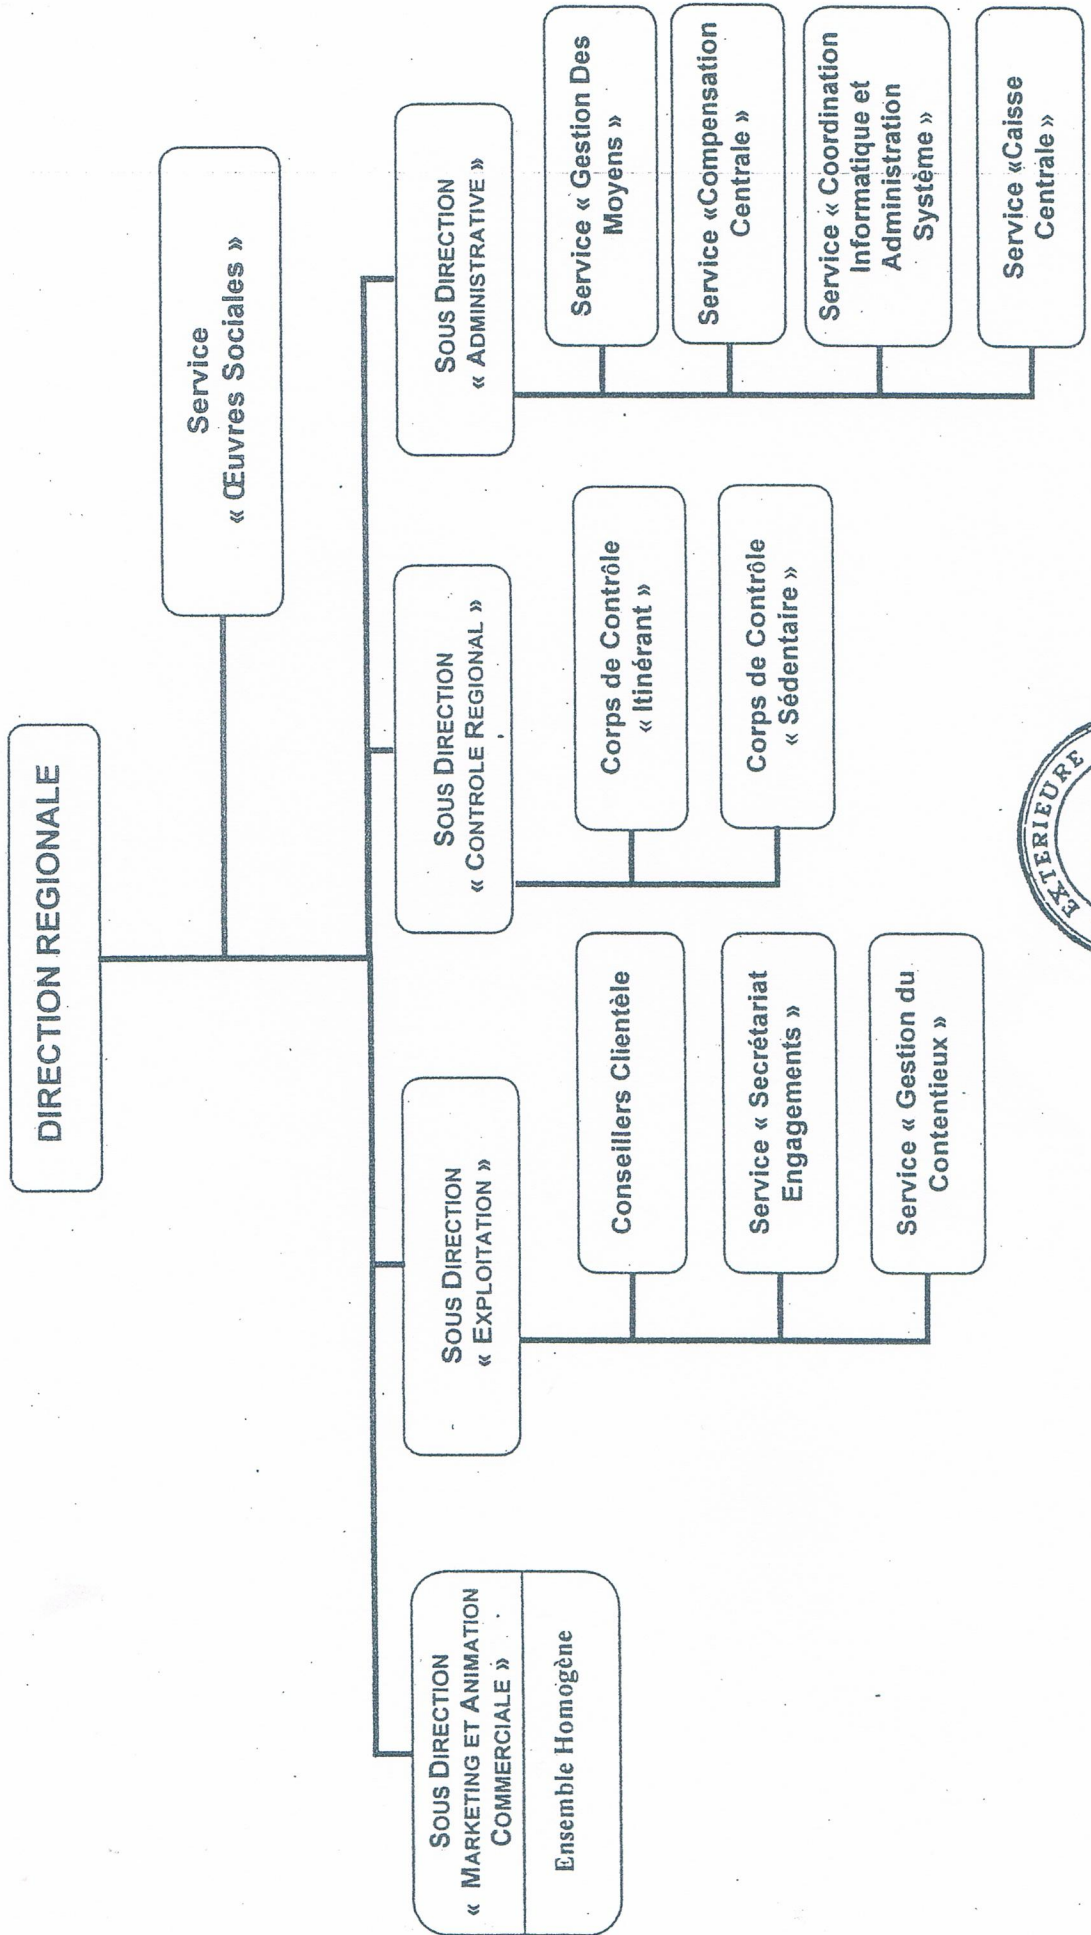 DIRECTION REGIONALE
Service
« Œuvres Sociales »
SOUS DIRECTION
« MARKETING ET ANIMATION
COMMERCIALE »
Ensemble Homogène
SOUS DIRECTION
« EXPLOITATION »
Conseillers Clientèle
Service « Secrétariat
Engagements »
Service « Gestion du
Contentieux »
SOUS DIRECTION
« CONTROLE REGIONAL »
Corps de Contrôle
« Itinérant »
Corps de Contrôle
« Sédentaire »
SOUS DIRECTION
« ADMINISTRATIVE »
Service « Gestion Des
Moyens »
Service «Compensation
Centrale »
Service « Coordination
Informatique et
Administration
Système »
Service «Caisse
Centrale»
EXTERIEURE